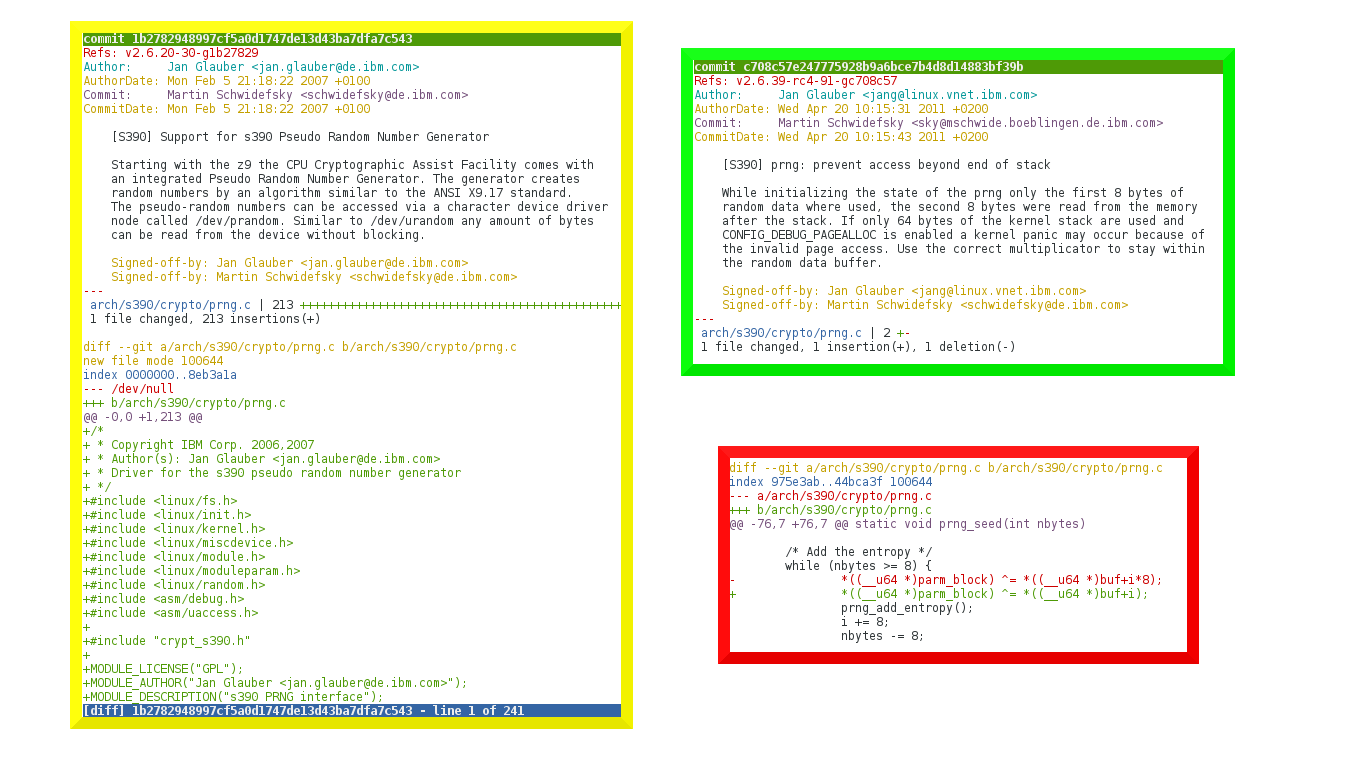 commit 1b2782948997cf5a0d1747de13d43ba7dfa7c543
Refs: v2.6.20-30-g1b27829
Author:     Jan Glauber <jan.glauber@de.ibm.com>
AuthorDate: Mon Feb 5 21:18:22 2007 +0100
Commit:     Martin Schwidefsky <schwidefsky@de.ibm.com>
CommitDate: Mon Feb 5 21:18:22 2007 +0100

    [S390] Support for s390 Pseudo Random Number Generator

    Starting with the z9 the CPU Cryptographic Assist Facility comes with
    an integrated Pseudo Random Number Generator. The generator creates
    random numbers by an algorithm similar to the ANSI X9.17 standard.
    The pseudo-random numbers can be accessed via a character device driver
    node called /dev/prandom. Similar to /dev/urandom any amount of bytes
    can be read from the device without blocking.

    Signed-off-by: Jan Glauber <jan.glauber@de.ibm.com>
    Signed-off-by: Martin Schwidefsky <schwidefsky@de.ibm.com>
---
 arch/s390/crypto/prng.c | 213 ++++++++++++++++++++++++++++++++++++++++++++++
 1 file changed, 213 insertions(+)

diff --git a/arch/s390/crypto/prng.c b/arch/s390/crypto/prng.c
new file mode 100644
index 0000000..8eb3a1a
--- /dev/null
+++ b/arch/s390/crypto/prng.c
@@ -0,0 +1,213 @@
+/*
+ * Copyright IBM Corp. 2006,2007
+ * Author(s): Jan Glauber <jan.glauber@de.ibm.com>
+ * Driver for the s390 pseudo random number generator
+ */
+#include <linux/fs.h>
+#include <linux/init.h>
+#include <linux/kernel.h>
+#include <linux/miscdevice.h>
+#include <linux/module.h>
+#include <linux/moduleparam.h>
+#include <linux/random.h>
+#include <asm/debug.h>
+#include <asm/uaccess.h>
+
+#include "crypt_s390.h"
+
+MODULE_LICENSE("GPL");
+MODULE_AUTHOR("Jan Glauber <jan.glauber@de.ibm.com>");
+MODULE_DESCRIPTION("s390 PRNG interface");
[diff] 1b2782948997cf5a0d1747de13d43ba7dfa7c543 - line 1 of 241
commit c708c57e247775928b9a6bce7b4d8d14883bf39b
Refs: v2.6.39-rc4-91-gc708c57
Author:     Jan Glauber <jang@linux.vnet.ibm.com>
AuthorDate: Wed Apr 20 10:15:31 2011 +0200
Commit:     Martin Schwidefsky <sky@mschwide.boeblingen.de.ibm.com>
CommitDate: Wed Apr 20 10:15:43 2011 +0200

    [S390] prng: prevent access beyond end of stack

    While initializing the state of the prng only the first 8 bytes of
    random data where used, the second 8 bytes were read from the memory
    after the stack. If only 64 bytes of the kernel stack are used and
    CONFIG_DEBUG_PAGEALLOC is enabled a kernel panic may occur because of
    the invalid page access. Use the correct multiplicator to stay within
    the random data buffer.

    Signed-off-by: Jan Glauber <jang@linux.vnet.ibm.com>
    Signed-off-by: Martin Schwidefsky <schwidefsky@de.ibm.com>
---
 arch/s390/crypto/prng.c | 2 +-
 1 file changed, 1 insertion(+), 1 deletion(-)
diff --git a/arch/s390/crypto/prng.c b/arch/s390/crypto/prng.c
index 975e3ab..44bca3f 100644
--- a/arch/s390/crypto/prng.c
+++ b/arch/s390/crypto/prng.c
@@ -76,7 +76,7 @@ static void prng_seed(int nbytes)

        /* Add the entropy */
        while (nbytes >= 8) {
-               *((__u64 *)parm_block) ^= *((__u64 *)buf+i*8);
+               *((__u64 *)parm_block) ^= *((__u64 *)buf+i);
                prng_add_entropy();
                i += 8;
                nbytes -= 8;